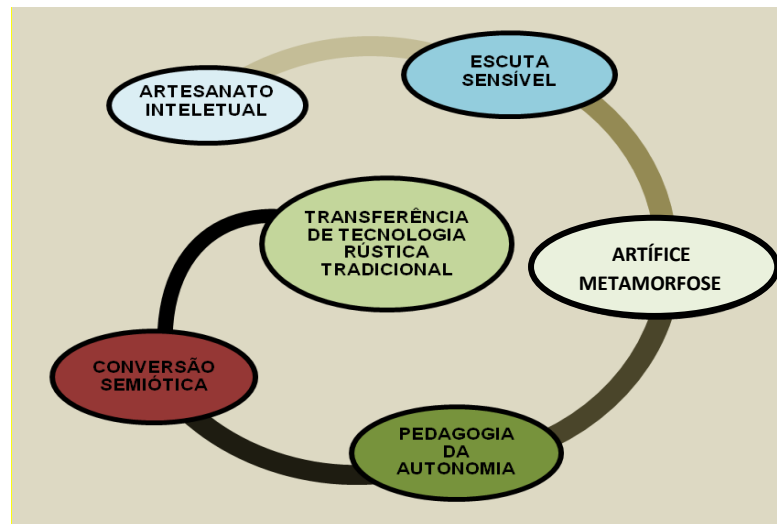 ARTESANATO
INTELETUAL
ESCUTA
SENSÍVEL
ARTÍFICE
METAMORFOSE
PEDAGOGIA
DA
AUTONOMIA
CONVERSÃO
SEMIÓTICA
TRANSFERÊNCIA
DE TECNOLOGIA
RÚSTICA
TRADICIONAL